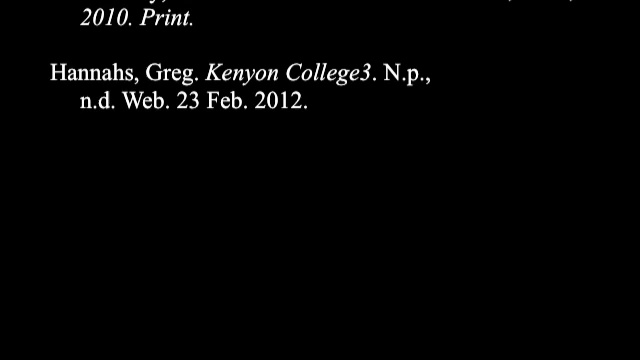 2010. Print.
Hannahs, Greg. Kenyon College3. N.p.,
n.d. Web. 23 Feb. 2012.